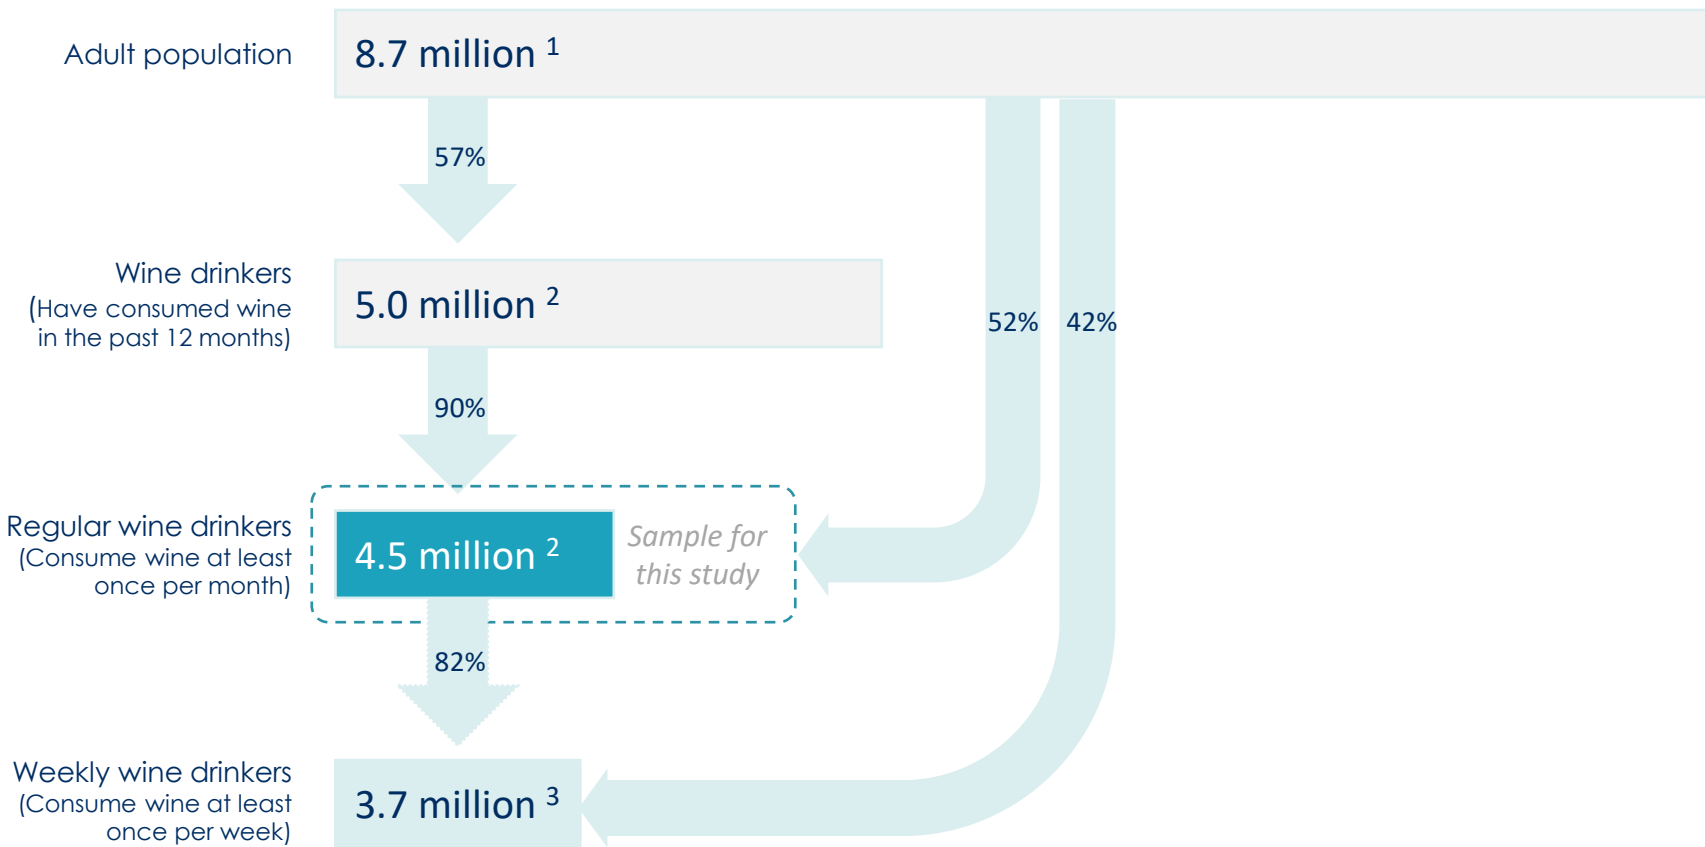 Adult population
8.7 million 1
57%
Wine drinkers
(Have consumed wine
in the past 12 months)
5.0 million 2
52%
42%
90%
Regular wine drinkers
(Consume wine at least
once per month)
4.5 million 2
Sample for
this study
82%
Weekly wine drinkers
(Consume wine at least
once per week)
3.7 million 3